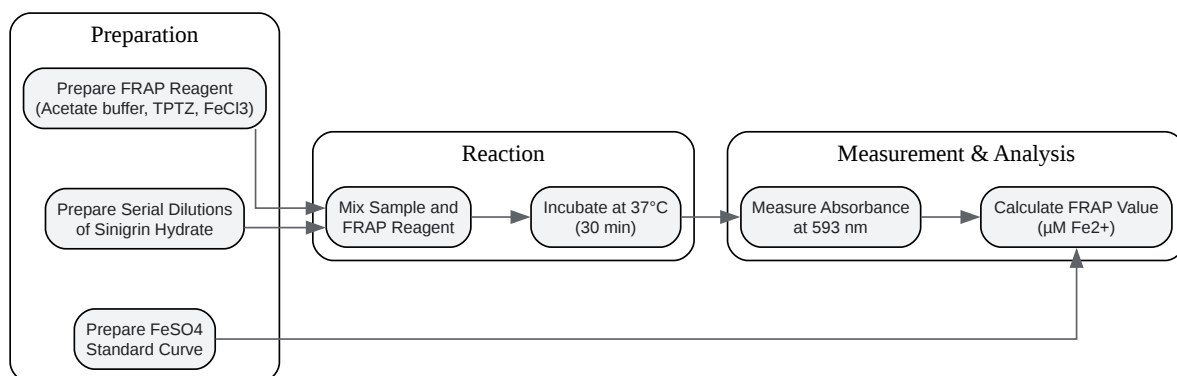 Preparation
Prepare FRAP Reagent
(Acetate buffer, TPTZ, FeCl3)
Prepare Serial Dilutions
of Sinigrin Hydrate
Prepare FeSO4
Standard Curve
Reaction
Mix Sample and
FRAP Reagent
Incubate at 37°C
(30 min)
Measurement & Analysis
Measure Absorbance
at 593 nm
Calculate FRAP Value
(µM Fe2+)